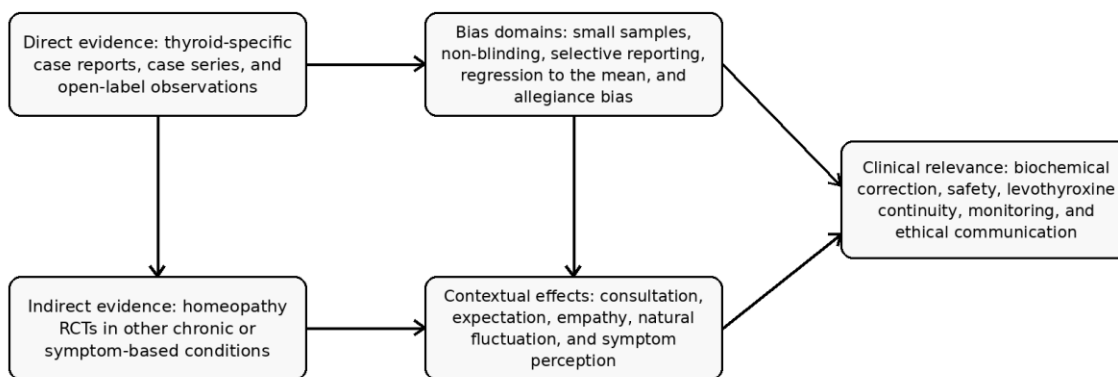 Direct evidence: thyroid-specific
case reports, case series, and
open-label observations
Bias domains: small samples,
non-blinding, selective reporting,
regression to the mean, and
allegiance bias
Clinical relevance: biochemical
correction, safety, levothyroxine
continuity, monitoring, and
ethical communication
Indirect evidence: homeopathy
RCTs in other chronic or
symptom-based conditions
Contextual effects: consultation,
expectation, empathy, natural
fluctuation, and symptom
perception